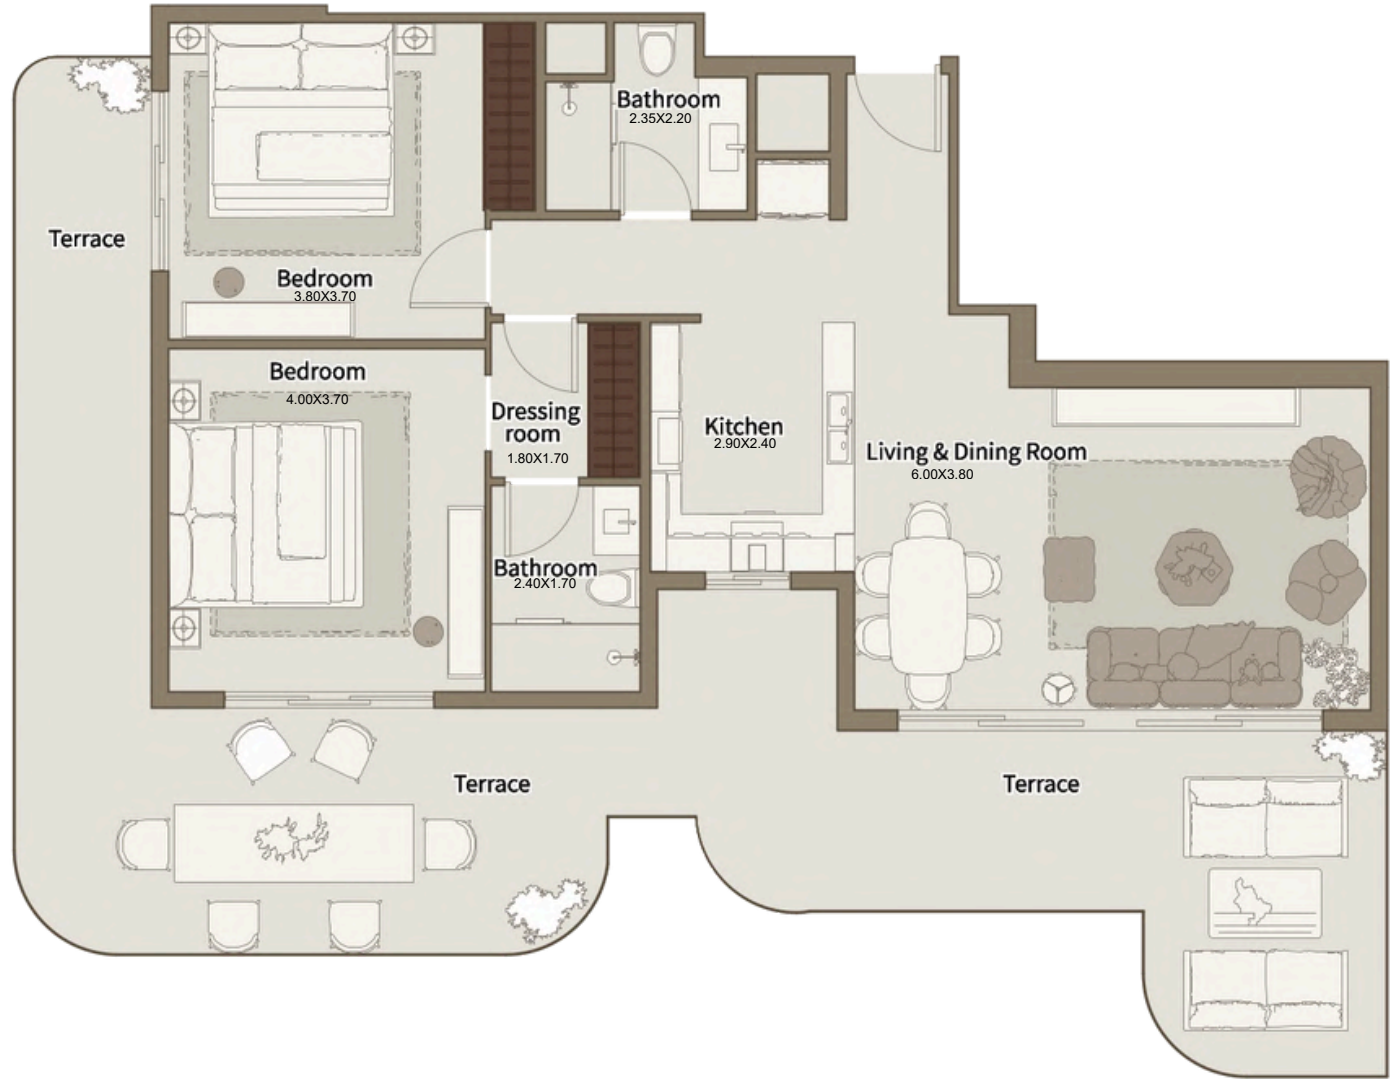 Bathroom
2.35X2.20
Terrace
Bedroom
3.80X3.70
Bedroom
4.00X3.70
Dressing
room
1.80X1.70
Kitchen
2.90X2.40
Living & Dining Room
6.00X3.80
Bathroom
2.40X1.70
Terrace
Terrace